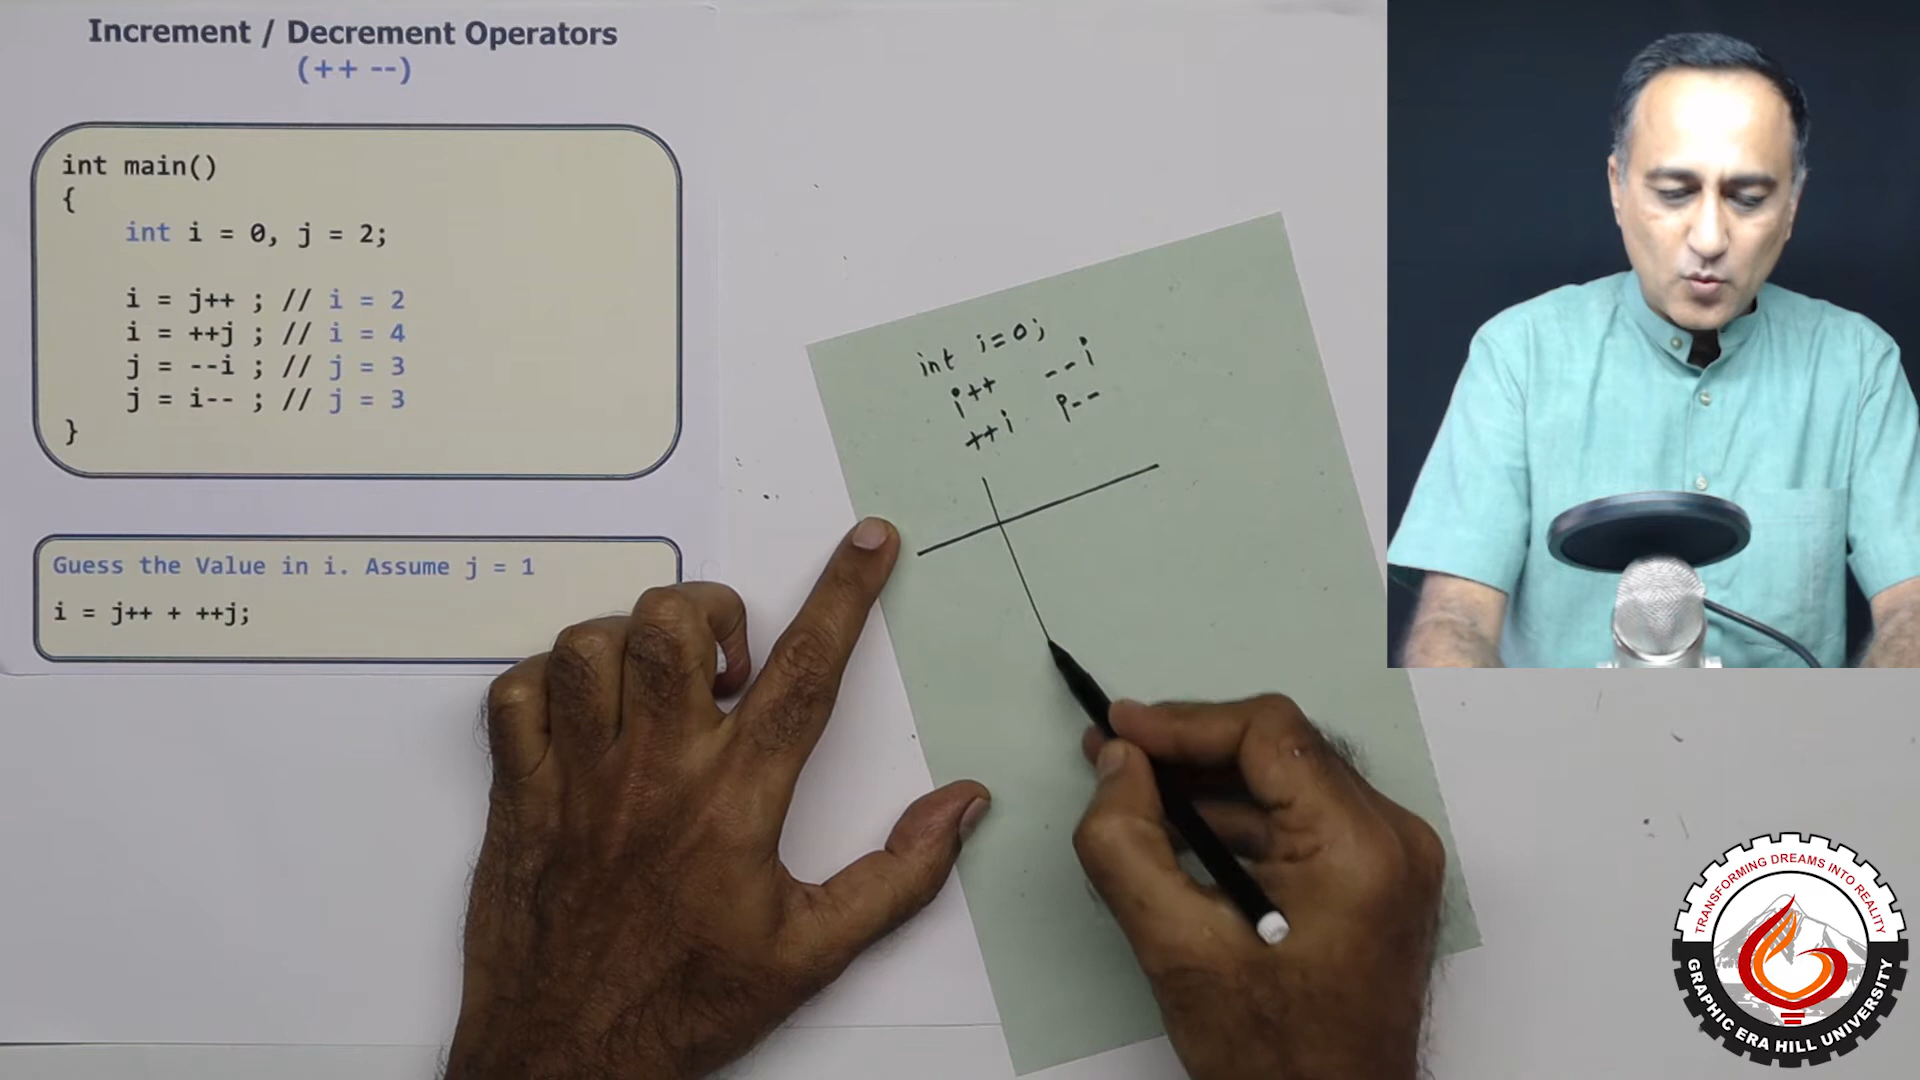 Increment / Decrement Operators
(++ --)
int main()
{
int i = 0, j = 2;
i = j++ ; // i = 2
i = ++j ; // i = 4
j = --i ; // j = 3
j = i-- ; // j = 3
}
Guess the Value in i. Assume j = 1
i = j++ + ++j;
int i=0;
i++ --i
++i i--
TRANSFORMING DREAMS INTO REALITY
GRAPHIC ERA HILL UNIVERSITY